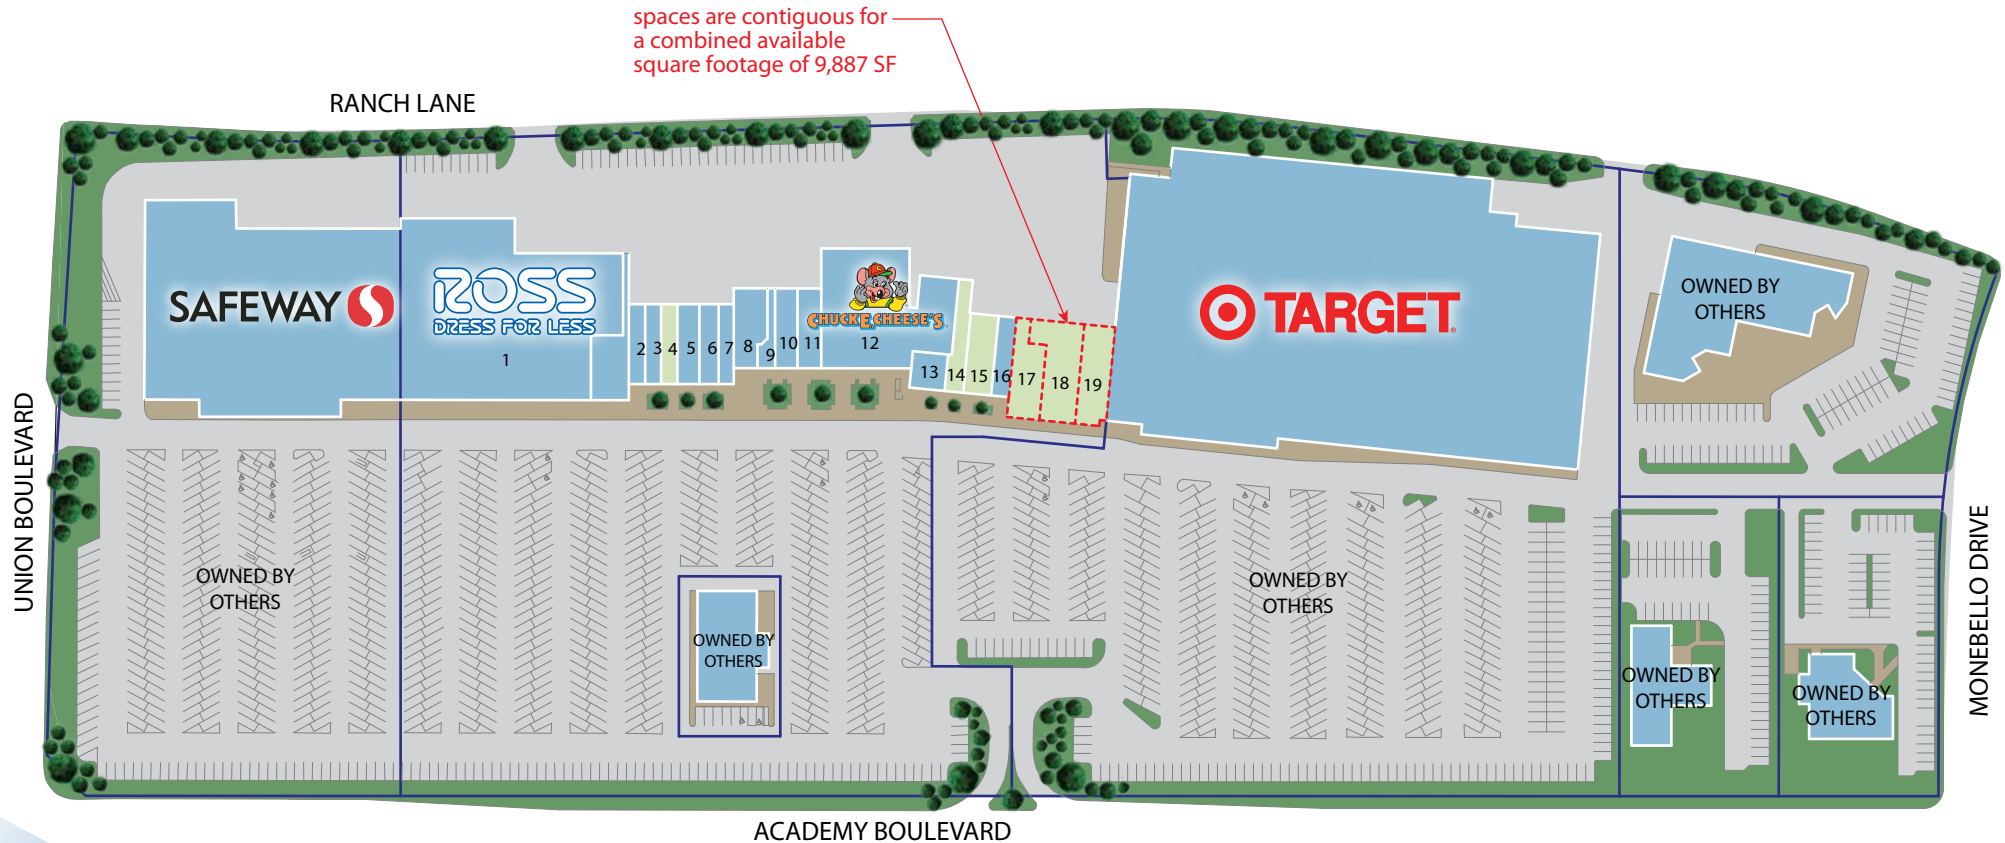 spaces are contiguous for
a combined available
square footage of 9,887 SF
RANCH LANE
SAFEWAY
ROSS
DRESS FOR LESS
CHUCK E. CHEESE'S
TARGET
OWNED BY
OTHERS
1
2
3
4
5
6
7
8
9
10
11
12
13
14
15
16
17
18
19
UNION BOULEVARD
OWNED BY
OTHERS
OWNED BY
OTHERS
OWNED BY
OTHERS
OWNED BY
OTHERS
OWNED BY
OTHERS
MONEBELLO DRIVE
ACADEMY BOULEVARD